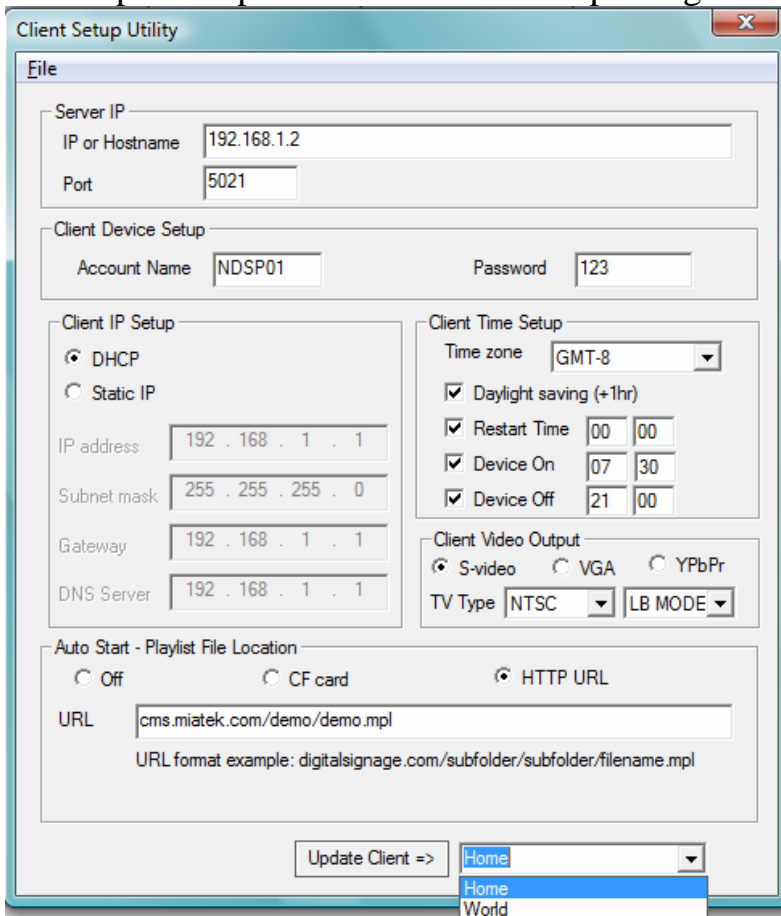 Client Setup Utility
File
Server IP
IP or Hostname 192.168.1.2
Port 5021
Client Device Setup
Account Name NDSP01 Password 123
Client IP Setup
DHCP
Static IP
IP address 192 . 168 . 1 . 1
Subnet mask 255 . 255 . 255 . 0
Gateway 192 . 168 . 1 . 1
DNS Server 192 . 168 . 1 . 1
Client Time Setup
Time zone GMT-8
Daylight saving (+1hr)
Restart Time 00 00
Device On 07 30
Device Off 21 00
Client Video Output
S-video VGA YPbPr
TV Type NTSC LB MODE
Auto Start - Playlist File Location
Off CF card HTTP URL
URL cms.miatek.com/demo/demo.mpl
URL format example: digitalsignage.com/subfolder/subfolder/filename.mpl
Update Client => Home
Home
World